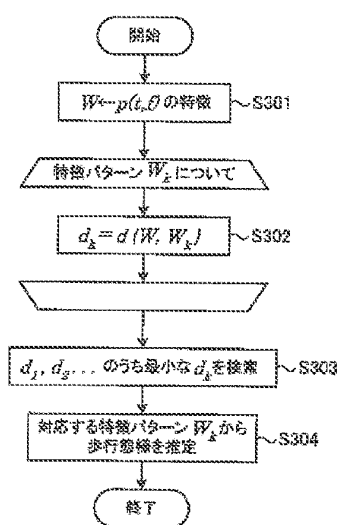 開始
W←p(t,f)の特徴
S301
特徴パターンW_kについて
d_k=d(W, W_k)
S302
d_1, d_2... のうち最小なd_kを検索
S303
対応する特徴パターンW_kから
歩行態様を推定
S304
終了